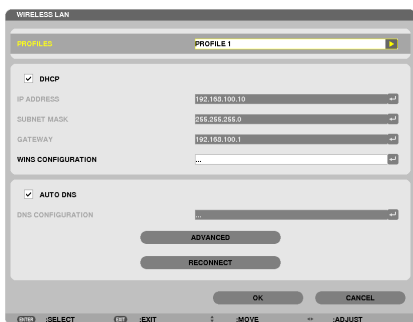 WIRELESS LAN
PROFILES PROFILE 1
DHCP
IP ADDRESS 192.168.100.10
SUBNET MASK 255.255.255.0
GATEWAY 192.168.100.1
WINS CONFIGURATION ...
AUTO DNS
DNS CONFIGURATION ...
ADVANCED
RECONNECT
OK CANCEL
ENTER :SELECT EXIT :EXIT :MOVE :ADJUST